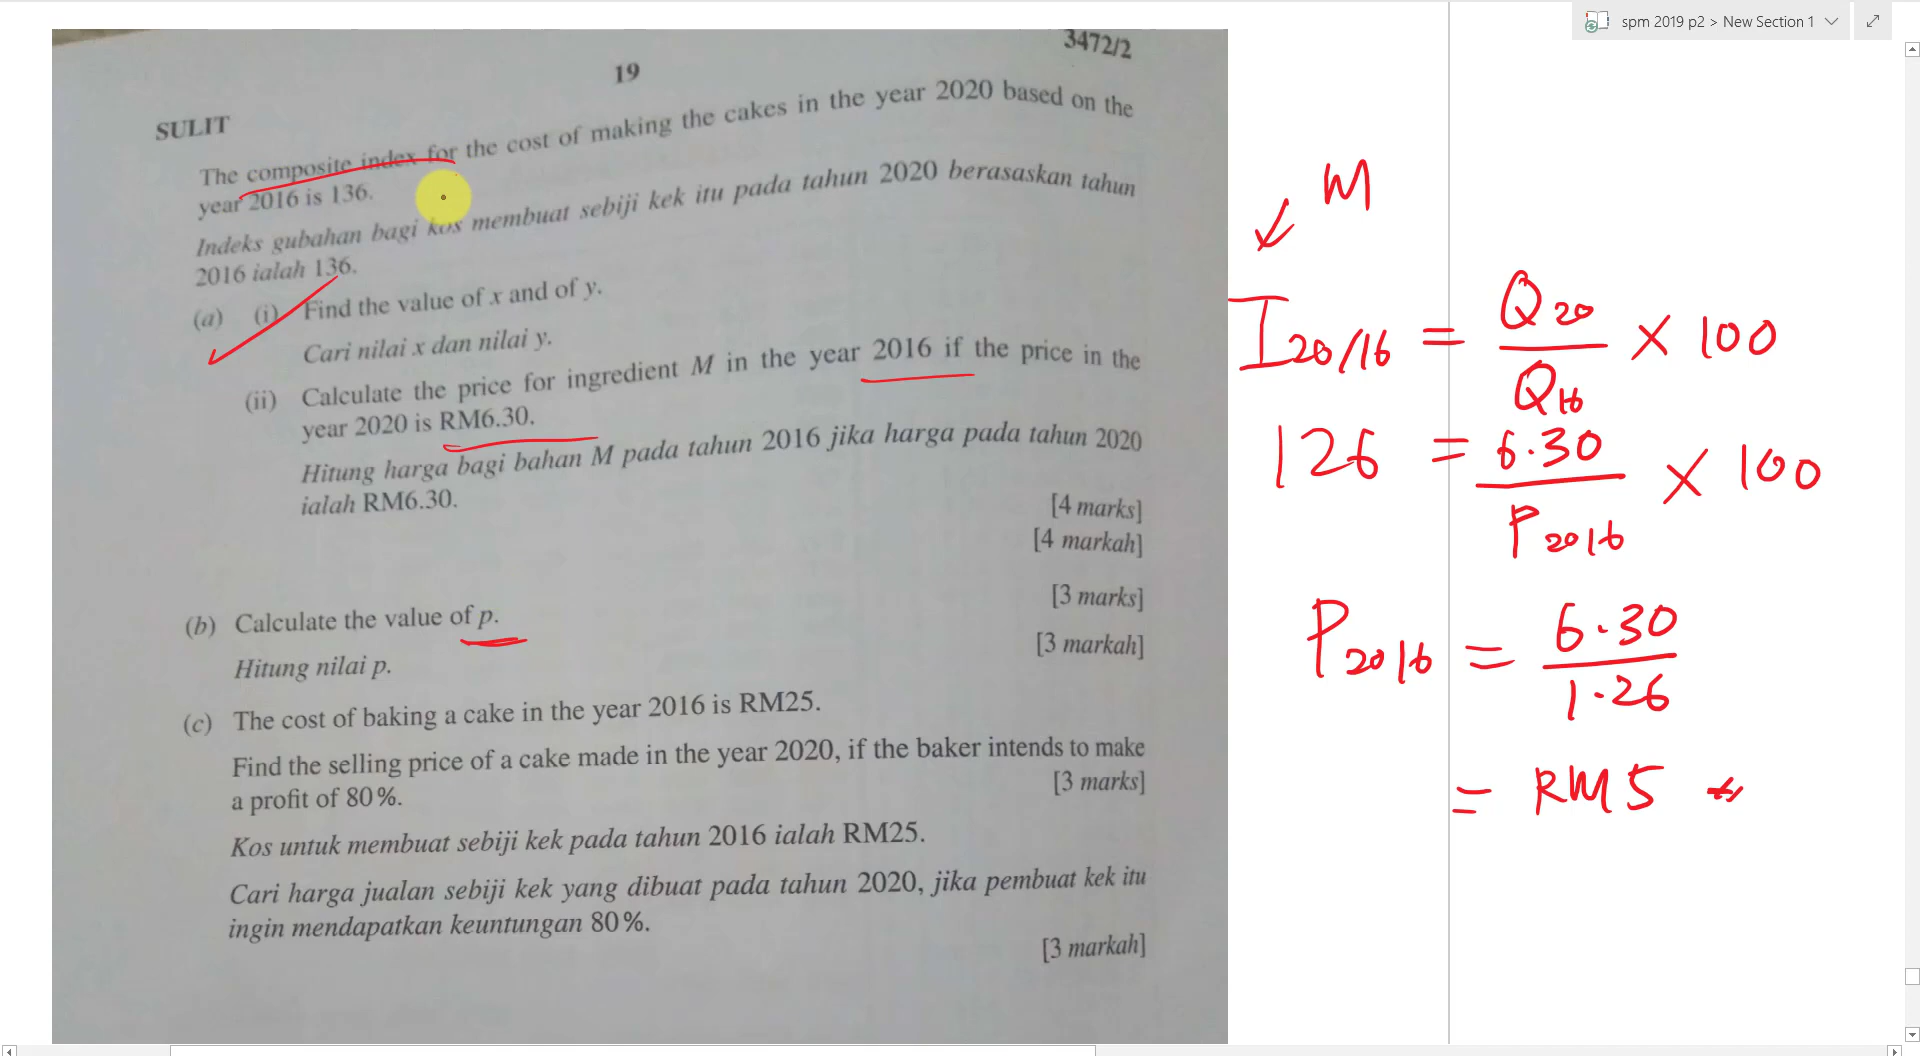 spm 2019 p2 > New Section 1
3472/2
19
SULIT
The composite index for the cost of making the cakes in the year 2020 based on the
year 2016 is 136.
Indeks gubahan bagi kos membuat sebiji kek itu pada tahun 2020 berasaskan tahun
2016 ialah 136.
(a) (i) Find the value of x and of y.
Cari nilai x dan nilai y.
(ii) Calculate the price for ingredient M in the year 2016 if the price in the
year 2020 is RM6.30.
Hitung harga bagi bahan M pada tahun 2016 jika harga pada tahun 2020
ialah RM6.30.
[4 marks]
[4 markah]
(b) Calculate the value of p.
[3 marks]
Hitung nilai p.
[3 markah]
(c) The cost of baking a cake in the year 2016 is RM25.
Find the selling price of a cake made in the year 2020, if the baker intends to make
a profit of 80%.
[3 marks]
Kos untuk membuat sebiji kek pada tahun 2016 ialah RM25.
Cari harga jualan sebiji kek yang dibuat pada tahun 2020, jika pembuat kek itu
ingin mendapatkan keuntungan 80%.
[3 markah]
M
I20/16 = Q20 / Q16 × 100
126 = 6.30 / P2016 × 100
P2016 = 6.30 / 1.26
= RM5